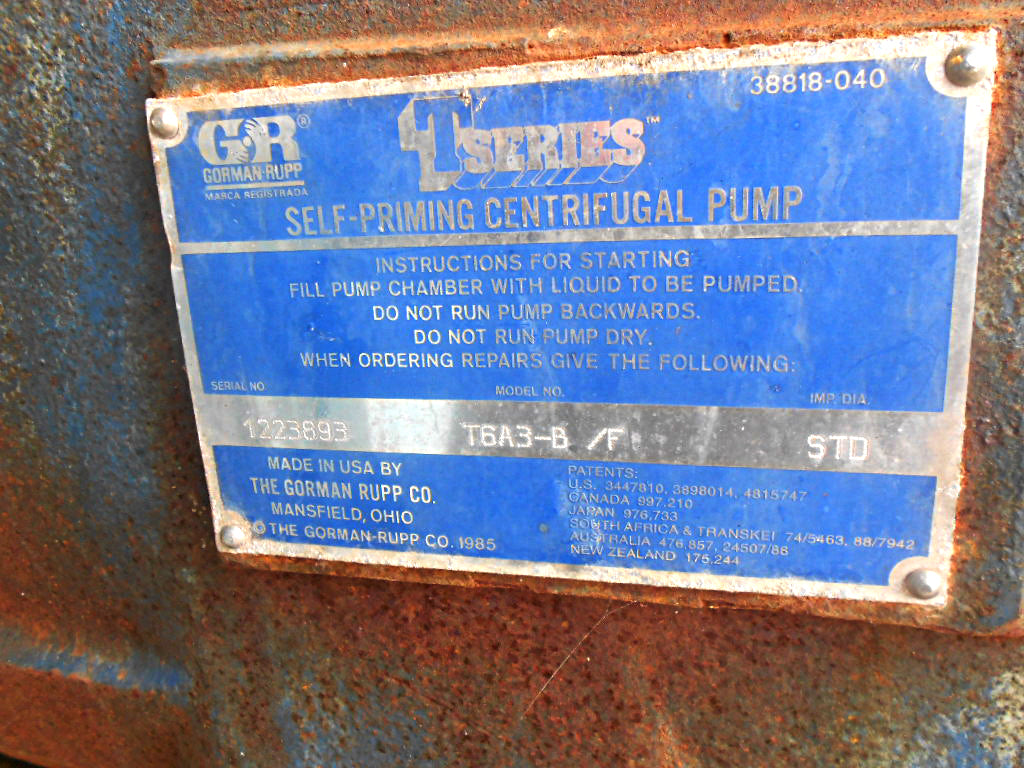 38818-040
GR®
GORMAN-RUPP
MARCA REGISTRADA
T SERIES™
SELF-PRIMING CENTRIFUGAL PUMP
INSTRUCTIONS FOR STARTING
FILL PUMP CHAMBER WITH LIQUID TO BE PUMPED.
DO NOT RUN PUMP BACKWARDS.
DO NOT RUN PUMP DRY.
WHEN ORDERING REPAIRS GIVE THE FOLLOWING:
SERIAL NO. MODEL NO. IMP. DIA.
1223893 T6A3-B /F STD
MADE IN USA BY
THE GORMAN RUPP CO.
MANSFIELD, OHIO
© THE GORMAN-RUPP CO. 1985
PATENTS:
U.S. 3447810, 3898014, 4815747
CANADA 997,210
JAPAN 976,733
SOUTH AFRICA & TRANSKEI 74/5463, 88/7942
AUSTRALIA 476,857, 24507/86
NEW ZEALAND 175,244